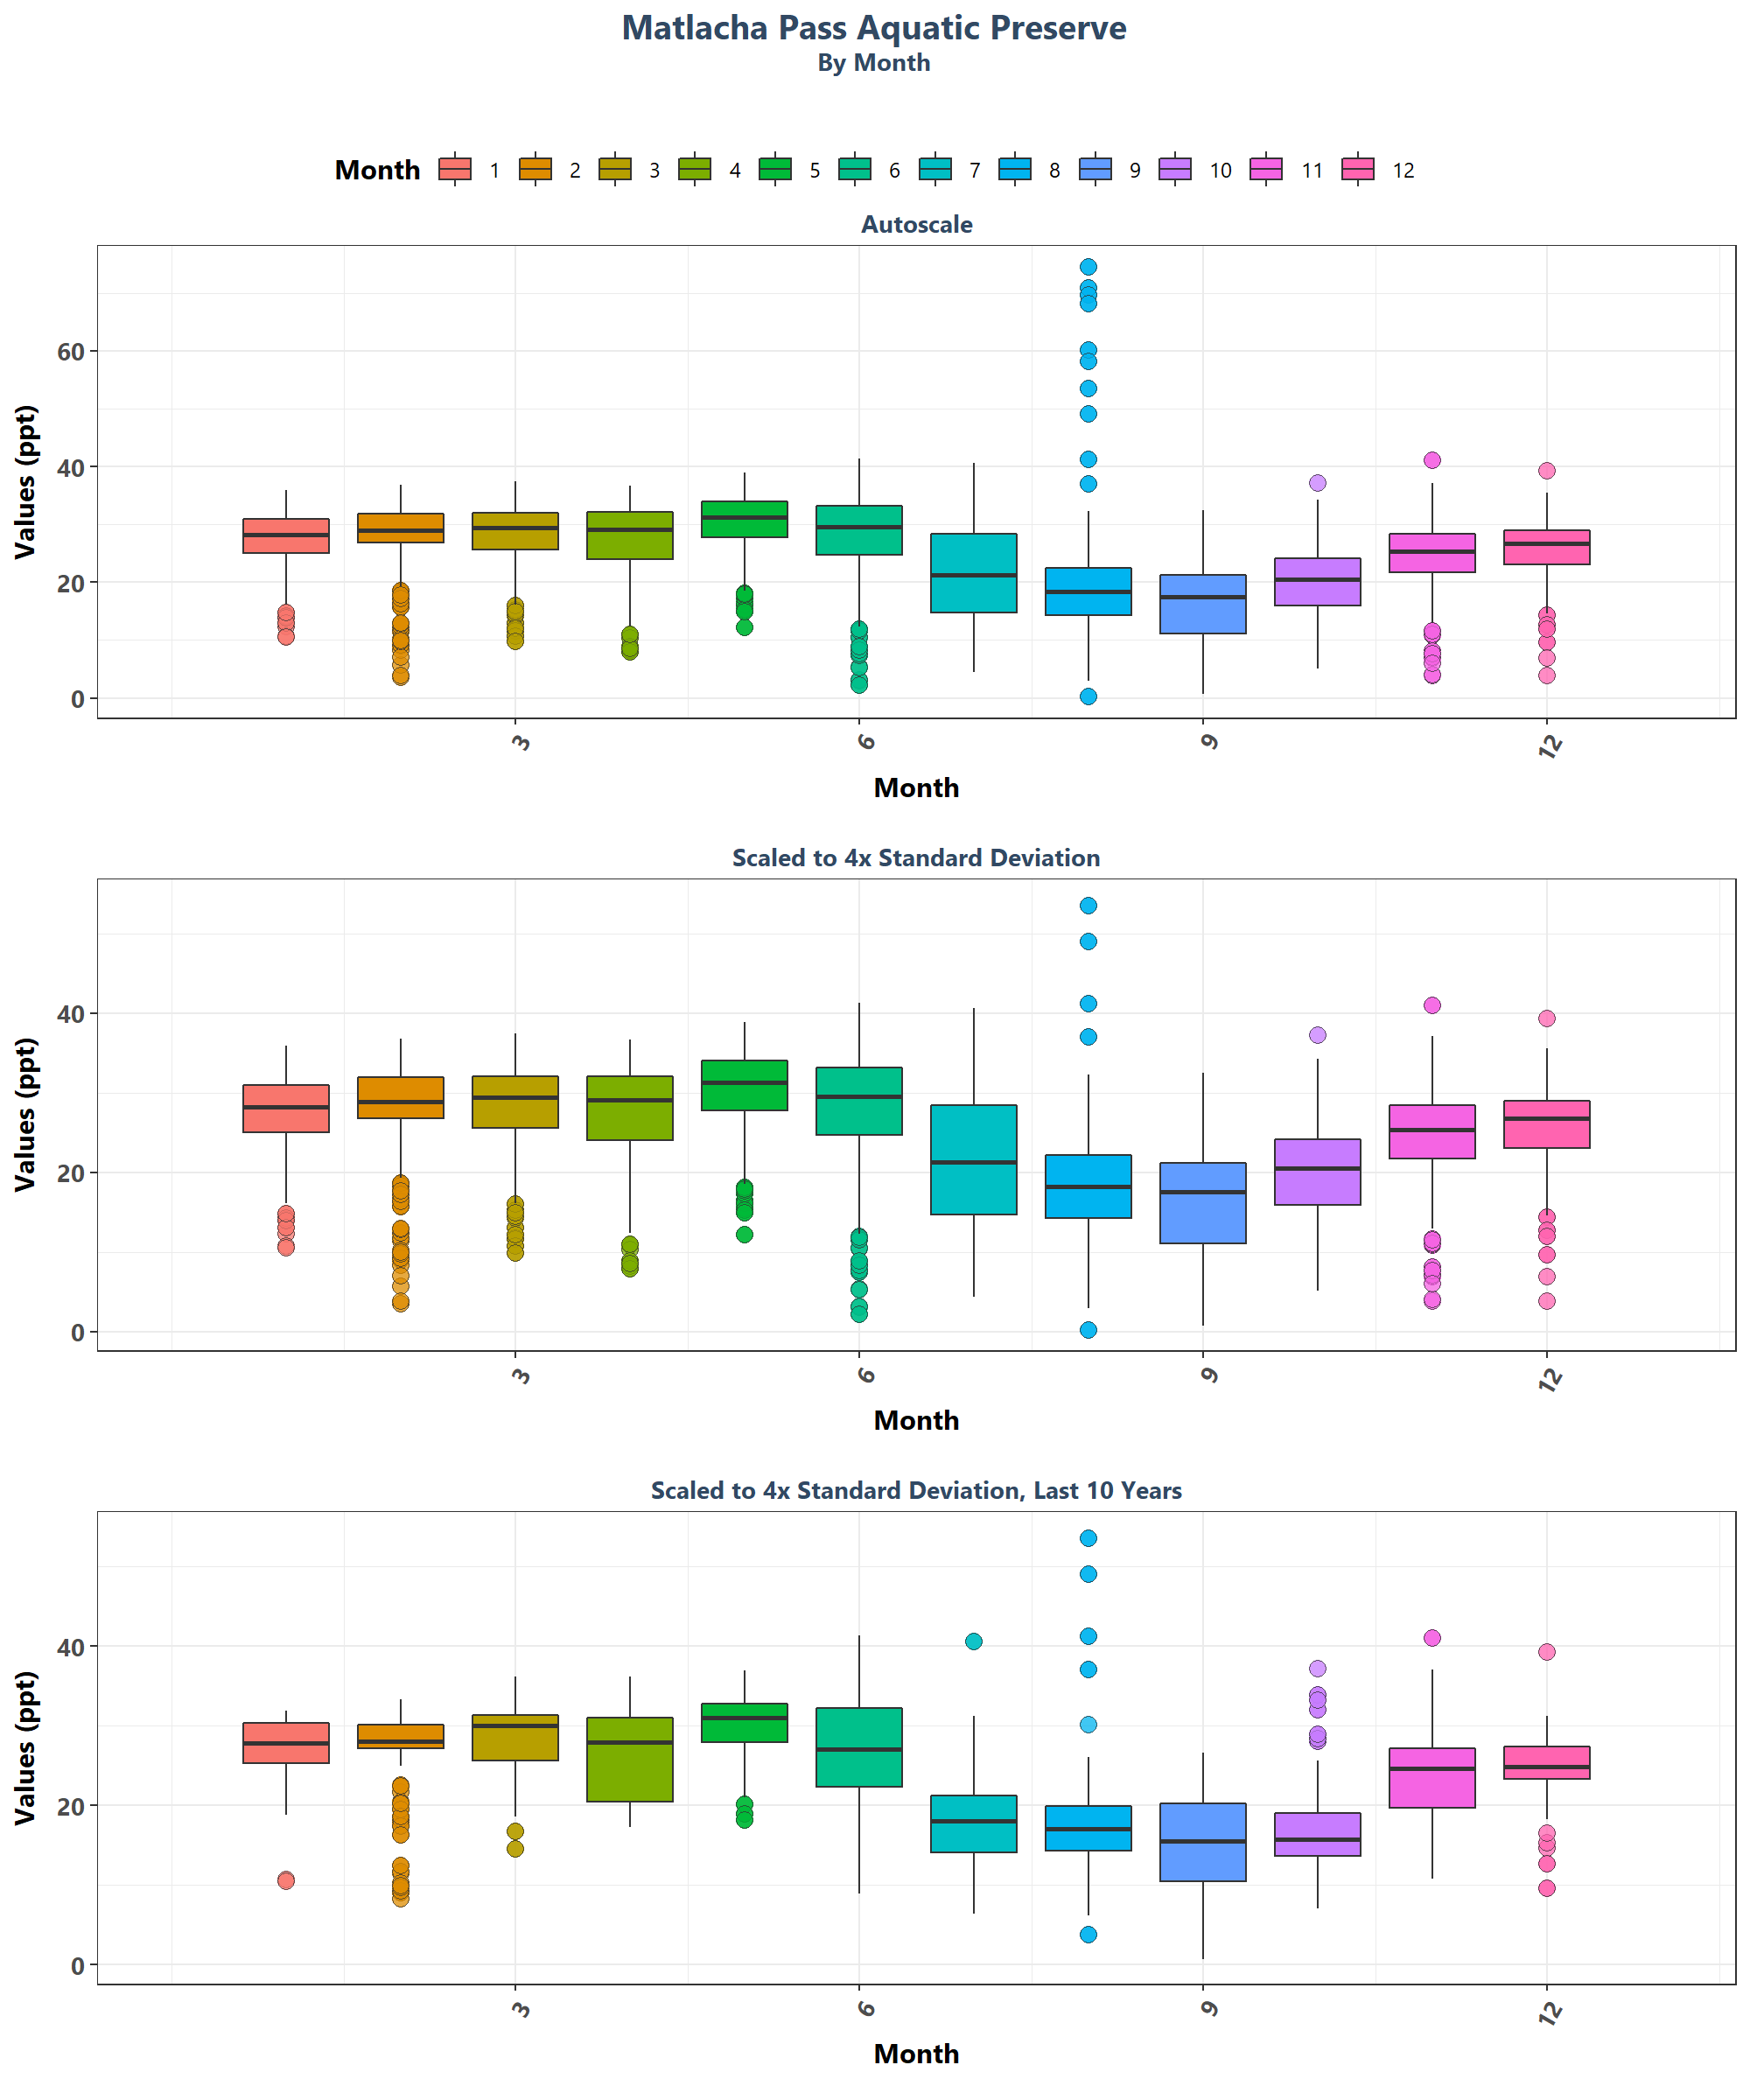 Matlacha Pass Aquatic Preserve
By Month
Month 1 2 3 4 5 6 7 8 9 10 11 12
Autoscale
Values (ppt)
60
40
20
0
3 6 9 12
Month
Scaled to 4x Standard Deviation
Values (ppt)
40
20
0
3 6 9 12
Month
Scaled to 4x Standard Deviation, Last 10 Years
Values (ppt)
40
20
0
3 6 9 12
Month